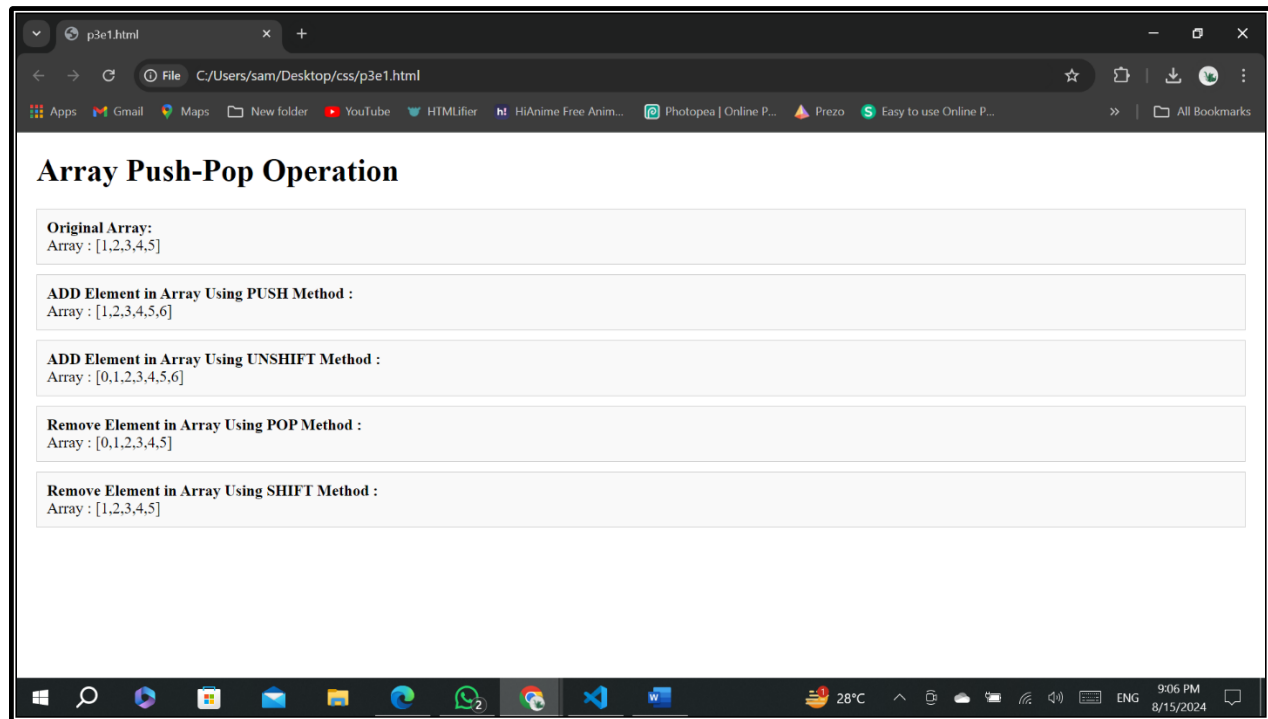 p3e1.html
File C:/Users/sam/Desktop/css/p3e1.html
Apps Gmail Maps New folder YouTube HTMLifier h! HiAnime Free Anim... Photopea | Online P... Prezo S Easy to use Online P... » All Bookmarks
Array Push-Pop Operation
Original Array:
Array : [1,2,3,4,5]
ADD Element in Array Using PUSH Method :
Array : [1,2,3,4,5,6]
ADD Element in Array Using UNSHIFT Method :
Array : [0,1,2,3,4,5,6]
Remove Element in Array Using POP Method :
Array : [0,1,2,3,4,5]
Remove Element in Array Using SHIFT Method :
Array : [1,2,3,4,5]
2 W 1 28°C ENG 9:06 PM
8/15/2024